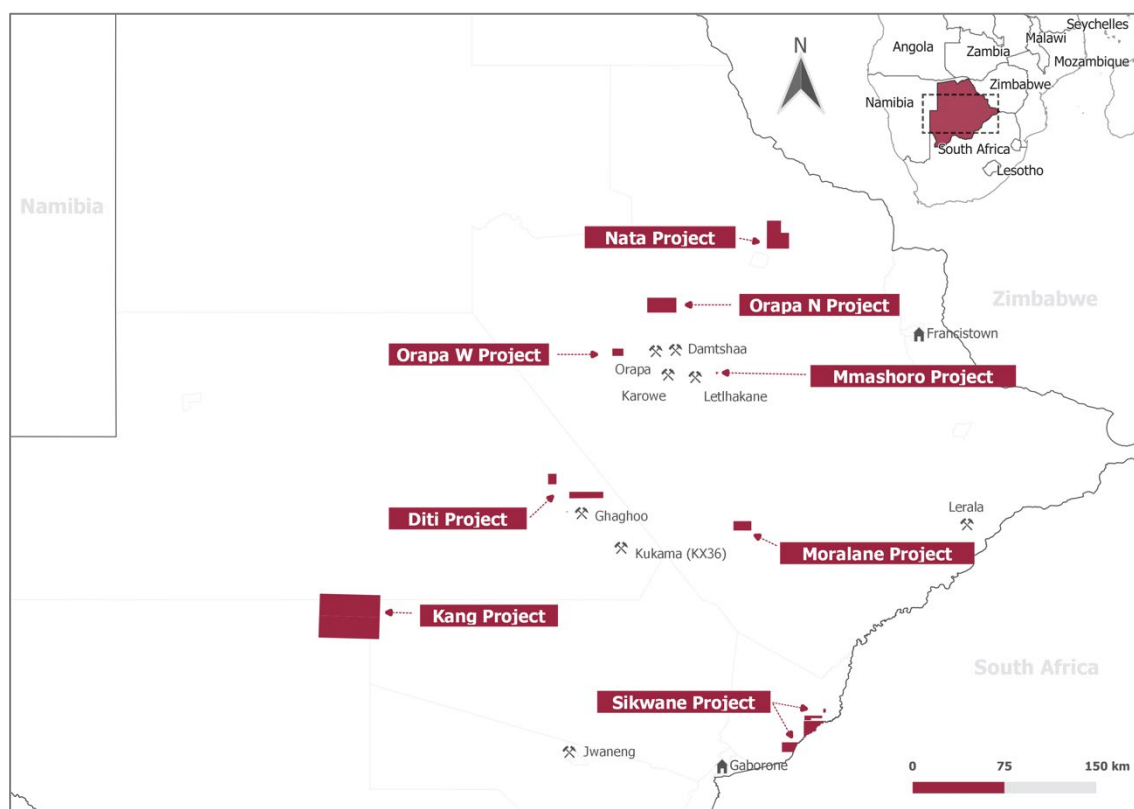 Seychelles
Malawi
Angola
Zambia
Mozambique
Zimbabwe
Namibia
South Africa
Lesotho
N
Namibia
Nata Project
Zimbabwe
Orapa N Project
Francistown
Orapa W Project
Damtshaa
Orapa
Mmashoro Project
Karowe
Letlhakane
Diti Project
Ghaghoo
Lerala
Kukama (KX36)
Moralane Project
Kang Project
South Africa
Sikwane Project
Jwaneng
Gaborone
0 75 150 km